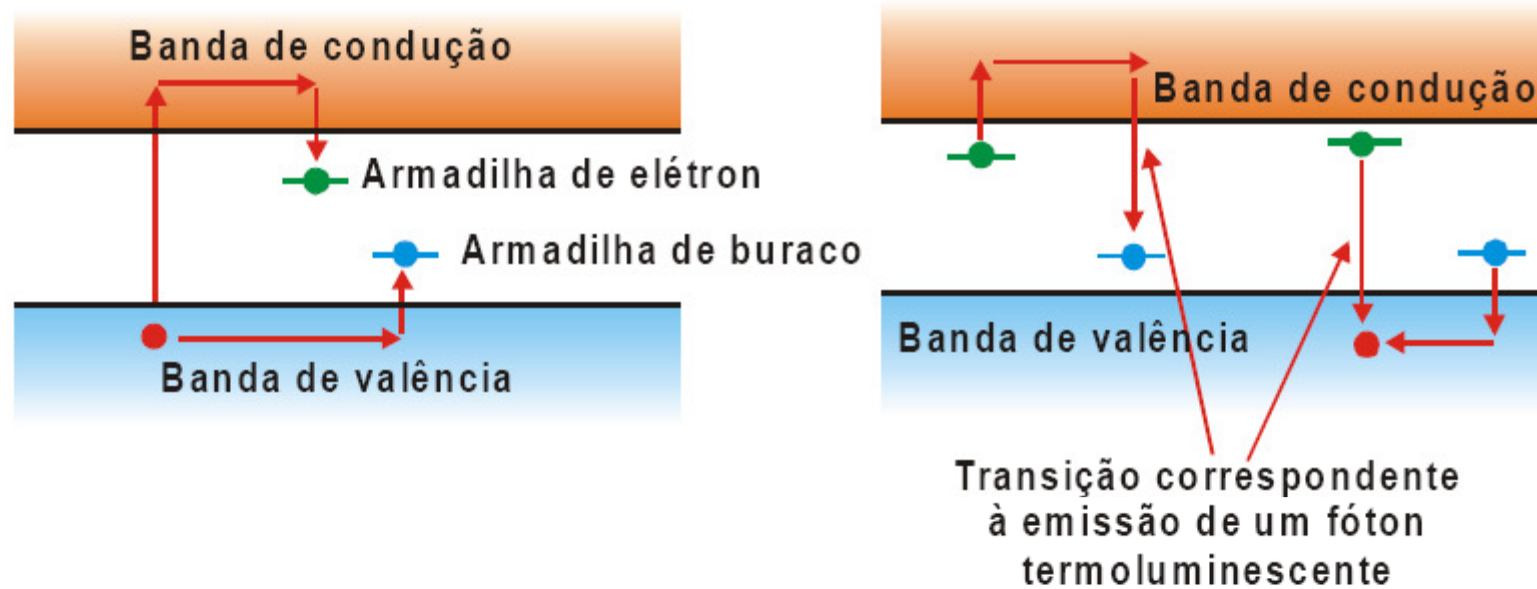 Banda de condução
Armadilha de elétron
Armadilha de buraco
Banda de valência
Banda de condução
Banda de valência
Transição correspondente
à emissão de um fóton
termoluminescente